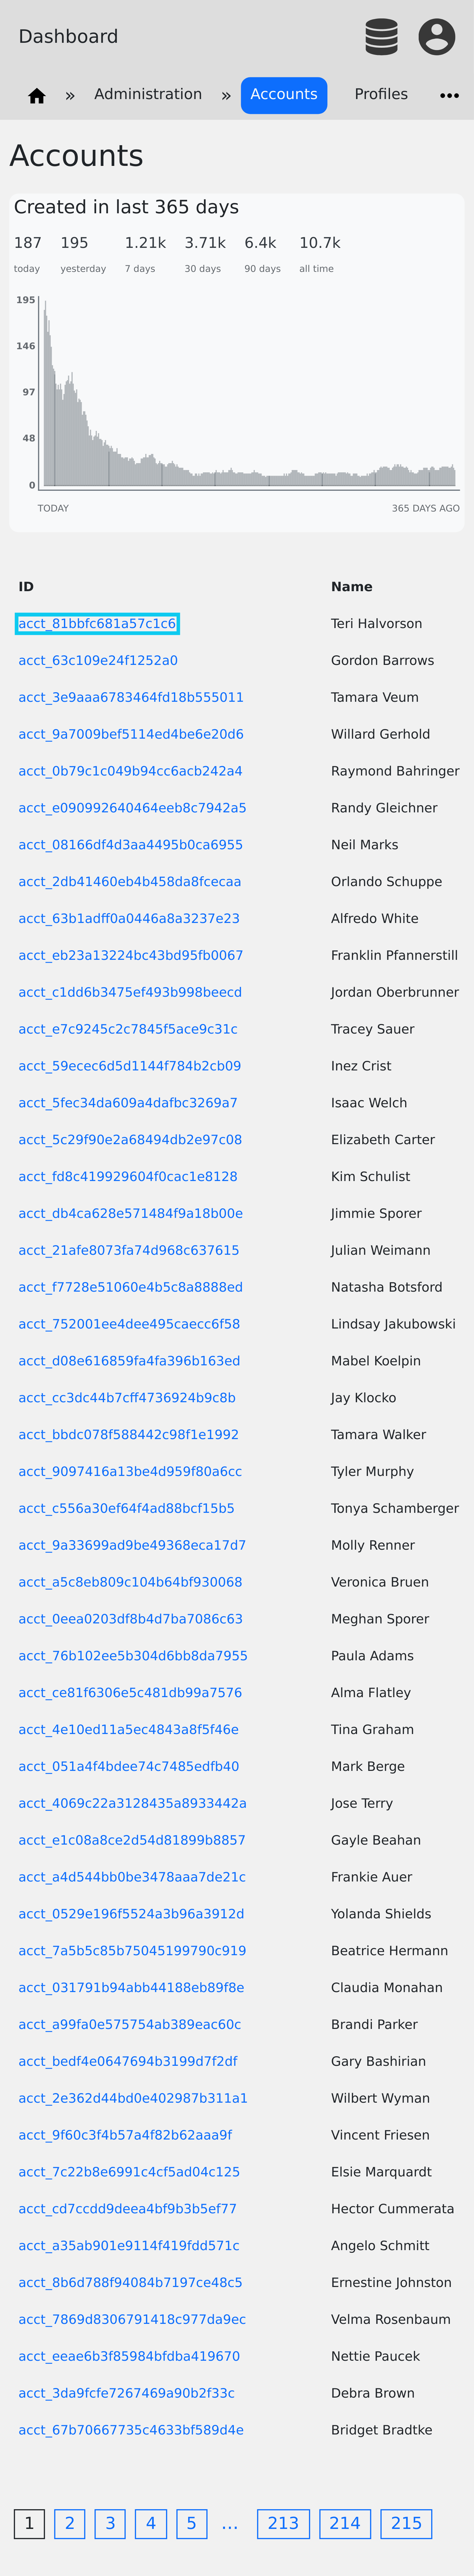 Dashboard
» Administration » Accounts Profiles
Accounts
Created in last 365 days
187 195 1.21k 3.71k 6.4k 10.7k
today yesterday 7 days 30 days 90 days all time
195
146
97
48
0
TODAY 365 DAYS AGO
ID Name
acct_81bbfc681a57c1c6 Teri Halvorson
acct_63c109e24f1252a0 Gordon Barrows
acct_3e9aaa6783464fd18b555011 Tamara Veum
acct_9a7009bef5114ed4be6e20d6 Willard Gerhold
acct_0b79c1c049b94cc6acb242a4 Raymond Bahringer
acct_e090992640464eeb8c7942a5 Randy Gleichner
acct_08166df4d3aa4495b0ca6955 Neil Marks
acct_2db41460eb4b458da8fcecaa Orlando Schuppe
acct_63b1adff0a0446a8a3237e23 Alfredo White
acct_eb23a13224bc43bd95fb0067 Franklin Pfannerstill
acct_c1dd6b3475ef493b998beecd Jordan Oberbrunner
acct_e7c9245c2c7845f5ace9c31c Tracey Sauer
acct_59ecec6d5d1144f784b2cb09 Inez Crist
acct_5fec34da609a4dafbc3269a7 Isaac Welch
acct_5c29f90e2a68494db2e97c08 Elizabeth Carter
acct_fd8c419929604f0cac1e8128 Kim Schulist
acct_db4ca628e571484f9a18b00e Jimmie Sporer
acct_21afe8073fa74d968c637615 Julian Weimann
acct_f7728e51060e4b5c8a8888ed Natasha Botsford
acct_752001ee4dee495caecc6f58 Lindsay Jakubowski
acct_d08e616859fa4fa396b163ed Mabel Koelpin
acct_cc3dc44b7cff4736924b9c8b Jay Klocko
acct_bbdc078f588442c98f1e1992 Tamara Walker
acct_9097416a13be4d959f80a6cc Tyler Murphy
acct_c556a30ef64f4ad88bcf15b5 Tonya Schamberger
acct_9a33699ad9be49368eca17d7 Molly Renner
acct_a5c8eb809c104b64bf930068 Veronica Bruen
acct_0eea0203df8b4d7ba7086c63 Meghan Sporer
acct_76b102ee5b304d6bb8da7955 Paula Adams
acct_ce81f6306e5c481db99a7576 Alma Flatley
acct_4e10ed11a5ec4843a8f5f46e Tina Graham
acct_051a4f4bdee74c7485edfb40 Mark Berge
acct_4069c22a3128435a8933442a Jose Terry
acct_e1c08a8ce2d54d81899b8857 Gayle Beahan
acct_a4d544bb0be3478aaa7de21c Frankie Auer
acct_0529e196f5524a3b96a3912d Yolanda Shields
acct_7a5b5c85b75045199790c919 Beatrice Hermann
acct_031791b94abb44188eb89f8e Claudia Monahan
acct_a99fa0e575754ab389eac60c Brandi Parker
acct_bedf4e0647694b3199d7f2df Gary Bashirian
acct_2e362d44bd0e402987b311a1 Wilbert Wyman
acct_9f60c3f4b57a4f82b62aaa9f Vincent Friesen
acct_7c22b8e6991c4cf5ad04c125 Elsie Marquardt
acct_cd7ccdd9deea4bf9b3b5ef77 Hector Cummerata
acct_a35ab901e9114f419fdd571c Angelo Schmitt
acct_8b6d788f94084b7197ce48c5 Ernestine Johnston
acct_7869d8306791418c977da9ec Velma Rosenbaum
acct_eeae6b3f85984bfdba419670 Nettie Paucek
acct_3da9fcfe7267469a90b2f33c Debra Brown
acct_67b70667735c4633bf589d4e Bridget Bradtke
1 2 3 4 5 … 213 214 215